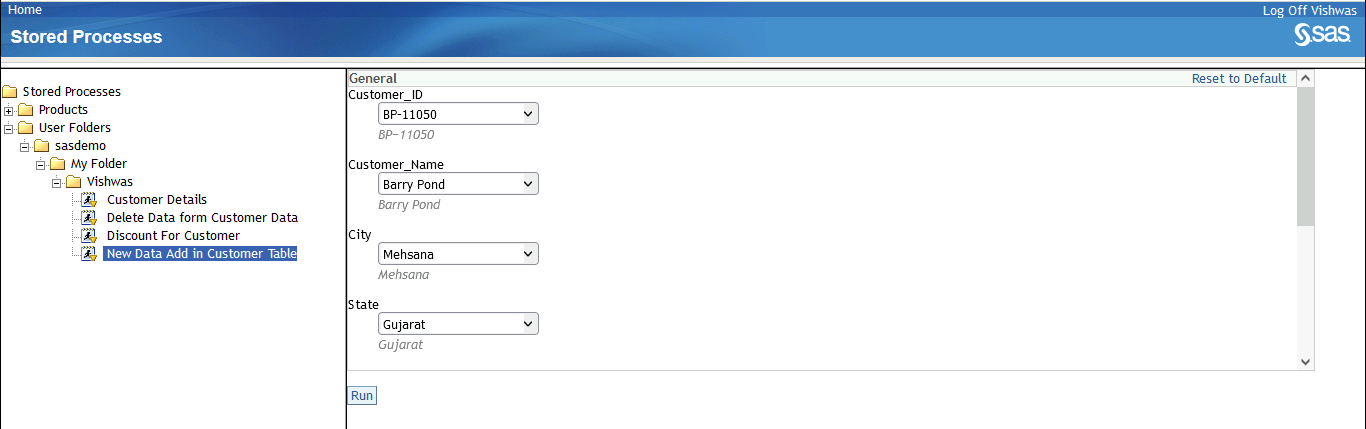 Home
Log Off Vishwas
Stored Processes
sas
Stored Processes
Products
User Folders
sasdemo
My Folder
Vishwas
Customer Details
Delete Data form Customer Data
Discount For Customer
New Data Add in Customer Table
General
Reset to Default
Customer_ID
BP-11050
BP-11050
Customer_Name
Barry Pond
Barry Pond
City
Mehsana
Mehsana
State
Gujarat
Gujarat
Run